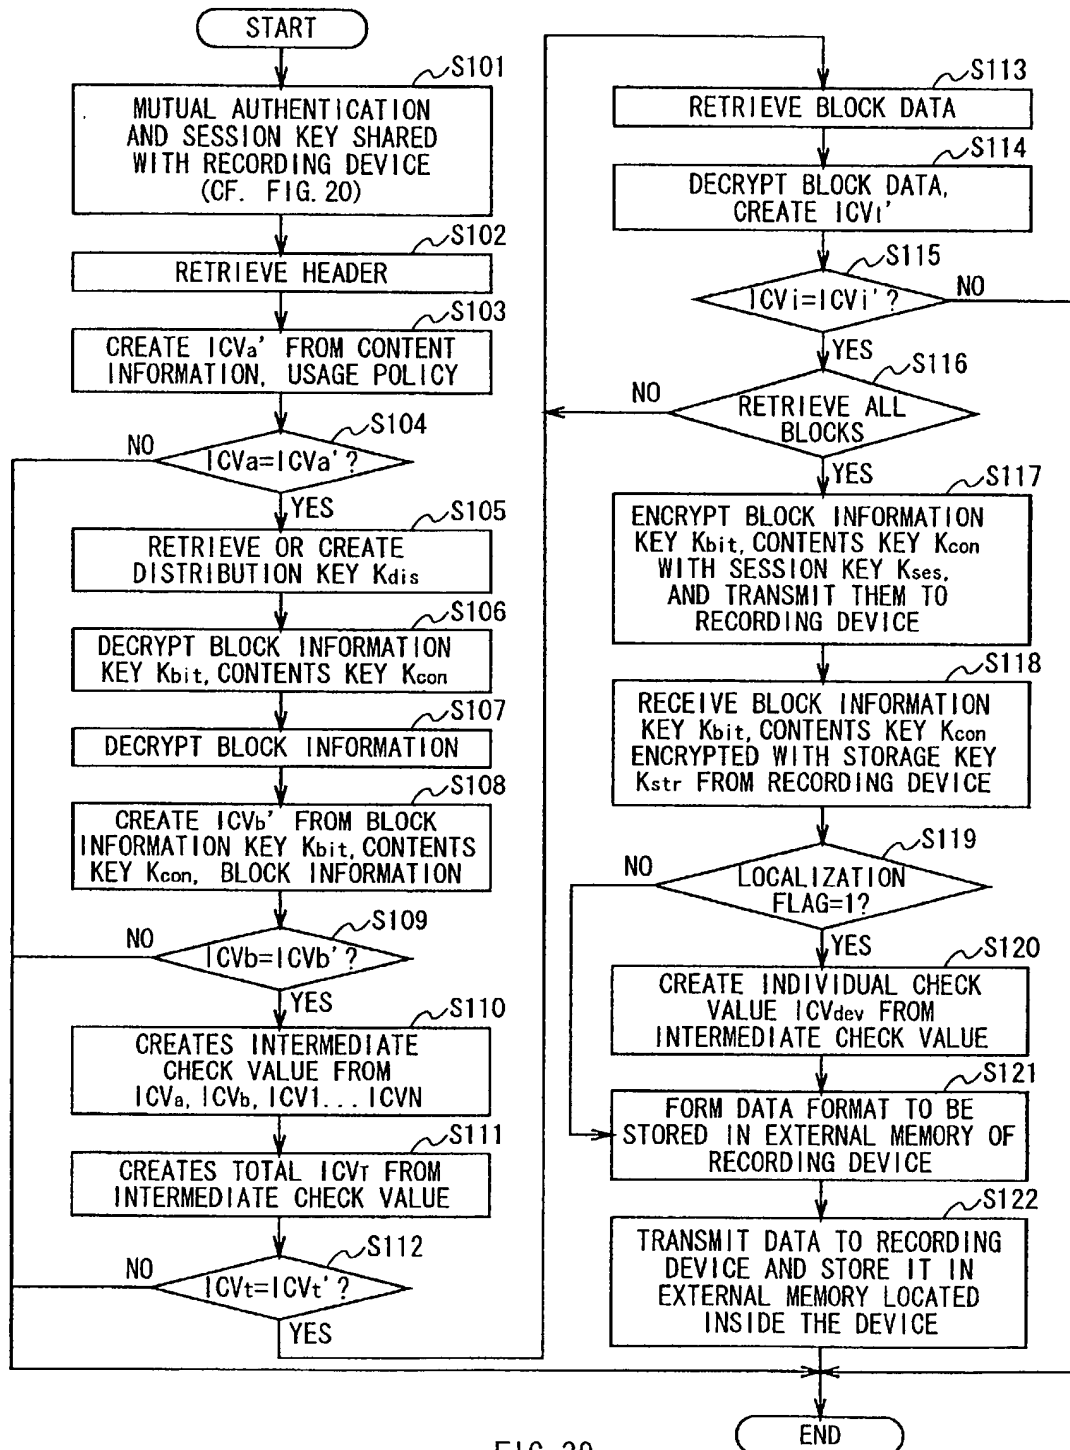 START
S101
MUTUAL AUTHENTICATION
AND SESSION KEY SHARED
WITH RECORDING DEVICE
(CF. FIG.20)
S102
RETRIEVE HEADER
S103
CREATE ICVa' FROM CONTENT
INFORMATION, USAGE POLICY
S104
NO
ICVa=ICVa'?
YES
S105
RETRIEVE OR CREATE
DISTRIBUTION KEY Kdis
S106
DECRYPT BLOCK INFORMATION
KEY Kbit, CONTENTS KEY Kcon
S107
DECRYPT BLOCK INFORMATION
S108
CREATE ICVb' FROM BLOCK
INFORMATION KEY Kbit, CONTENTS
KEY Kcon, BLOCK INFORMATION
S109
NO
ICVb=ICVb'?
YES
S110
CREATES INTERMEDIATE
CHECK VALUE FROM
ICVa, ICVb, ICV1...ICVN
S111
CREATES TOTAL ICVT FROM
INTERMEDIATE CHECK VALUE
S112
NO
ICVt=ICVt'?
YES
S113
RETRIEVE BLOCK DATA
S114
DECRYPT BLOCK DATA,
CREATE ICVi'
S115
ICVi=ICVi'?
NO
YES
S116
NO
RETRIEVE ALL
BLOCKS
YES
S117
ENCRYPT BLOCK INFORMATION
KEY Kbit, CONTENTS KEY Kcon
WITH SESSION KEY Kses,
AND TRANSMIT THEM TO
RECORDING DEVICE
S118
RECEIVE BLOCK INFORMATION
KEY Kbit, CONTENTS KEY Kcon
ENCRYPTED WITH STORAGE KEY
Kstr FROM RECORDING DEVICE
S119
NO
LOCALIZATION
FLAG=1?
YES
S120
CREATE INDIVIDUAL CHECK
VALUE ICVdev FROM
INTERMEDIATE CHECK VALUE
S121
FORM DATA FORMAT TO BE
STORED IN EXTERNAL MEMORY OF
RECORDING DEVICE
S122
TRANSMIT DATA TO RECORDING
DEVICE AND STORE IT IN
EXTERNAL MEMORY LOCATED
INSIDE THE DEVICE
END